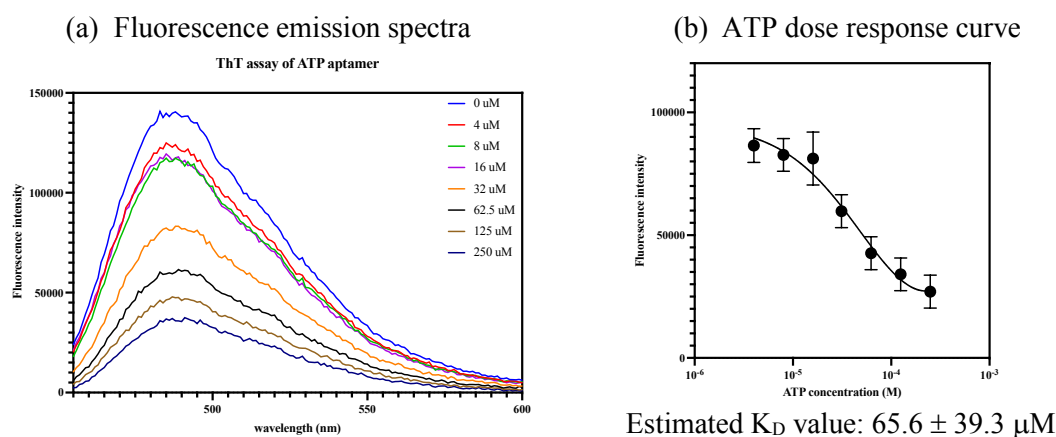 (a) Fluorescence emission spectra
ThT assay of ATP aptamer
Fluorescence intensity
150000
100000
50000
0
500
550
600
wavelength (nm)
0 uM
4 uM
8 uM
16 uM
32 uM
62.5 uM
125 uM
250 uM
(b) ATP dose response curve
Fluorescence intensity
100000
50000
0
10⁻⁶
10⁻⁵
10⁻⁴
10⁻³
ATP concentration (M)
Estimated K_D value: 65.6 ± 39.3 μM